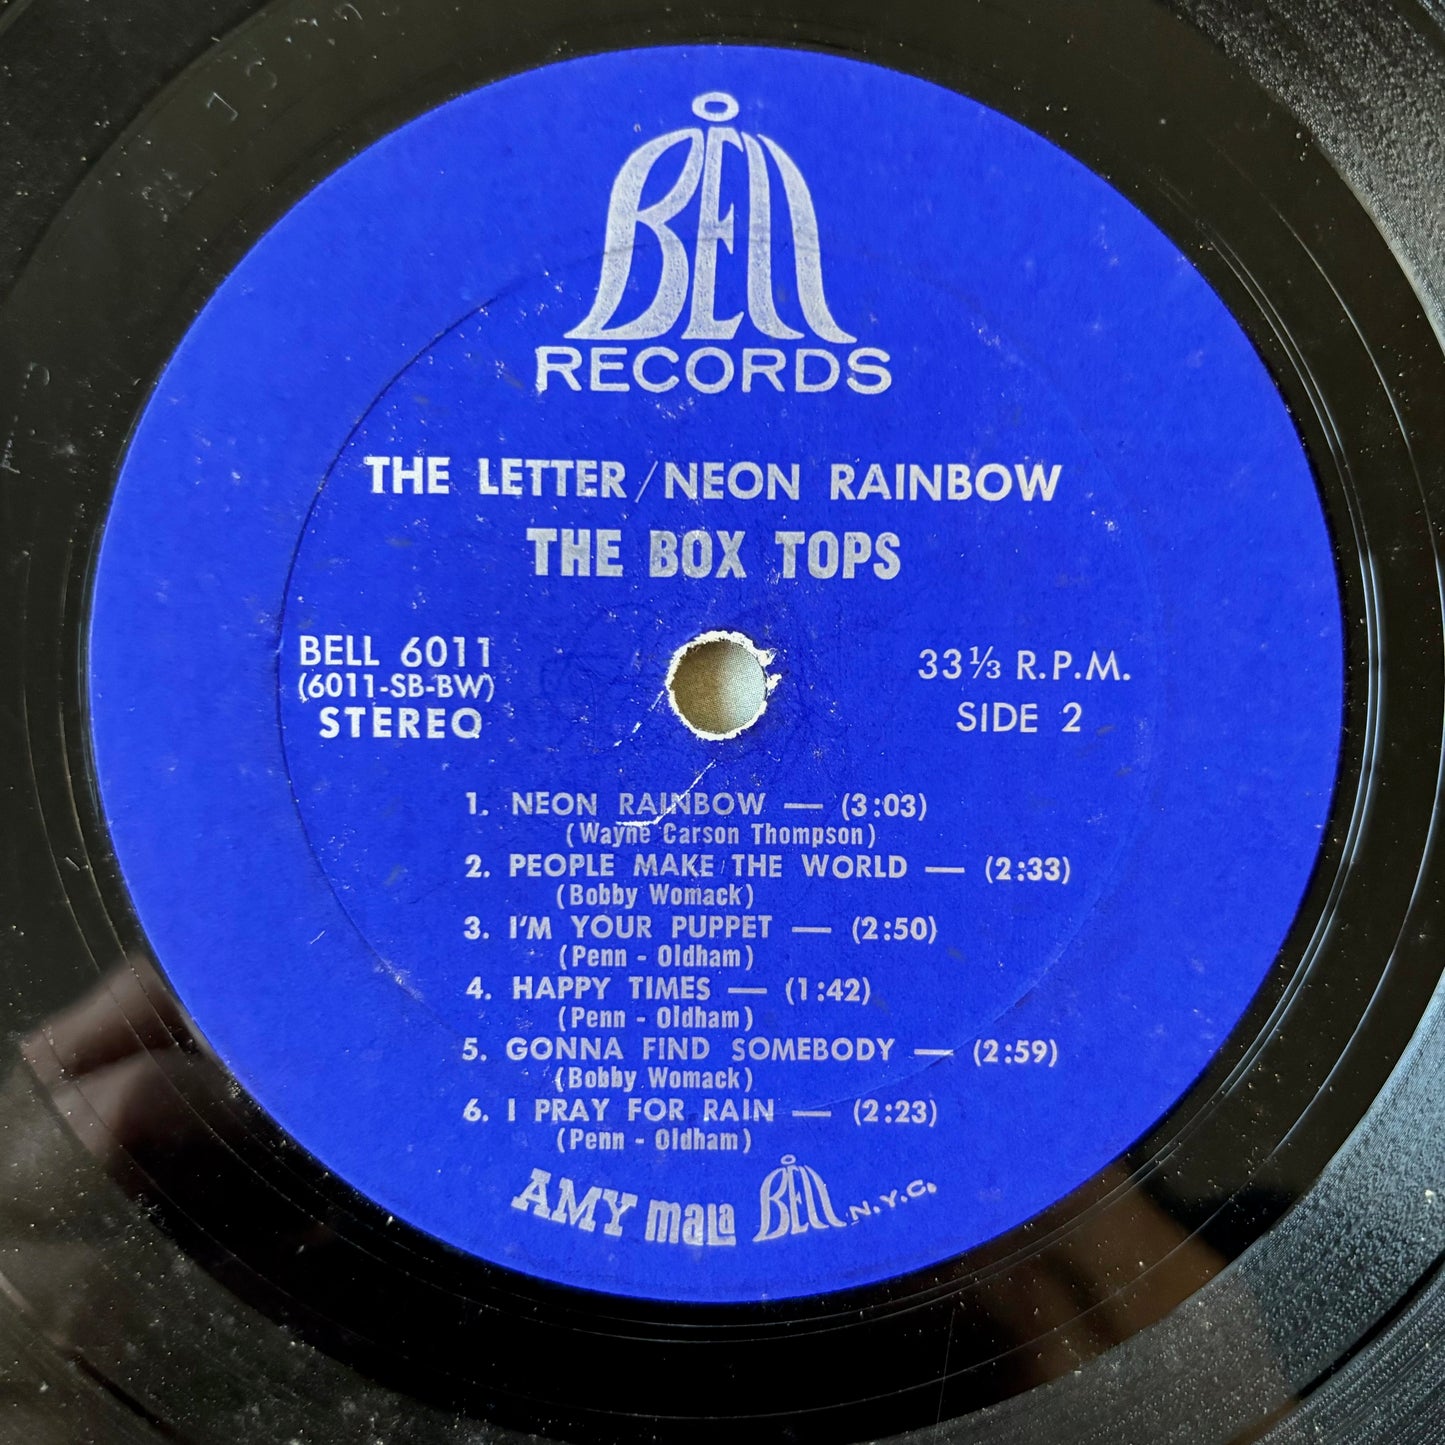 BELL
RECORDS
THE LETTER/NEON RAINBOW
THE BOX TOPS
BELL 6011
(6011-SB-BW)
STEREO
33⅓ R.P.M.
SIDE 2
1. NEON RAINBOW — (3:03)
(Wayne Carson Thompson)
2. PEOPLE MAKE THE WORLD — (2:33)
(Bobby Womack)
3. I'M YOUR PUPPET — (2:50)
(Penn - Oldham)
4. HAPPY TIMES — (1:42)
(Penn - Oldham)
5. GONNA FIND SOMEBODY — (2:59)
(Bobby Womack)
6. I PRAY FOR RAIN — (2:23)
(Penn - Oldham)
AMY mala BELL N.Y.C.